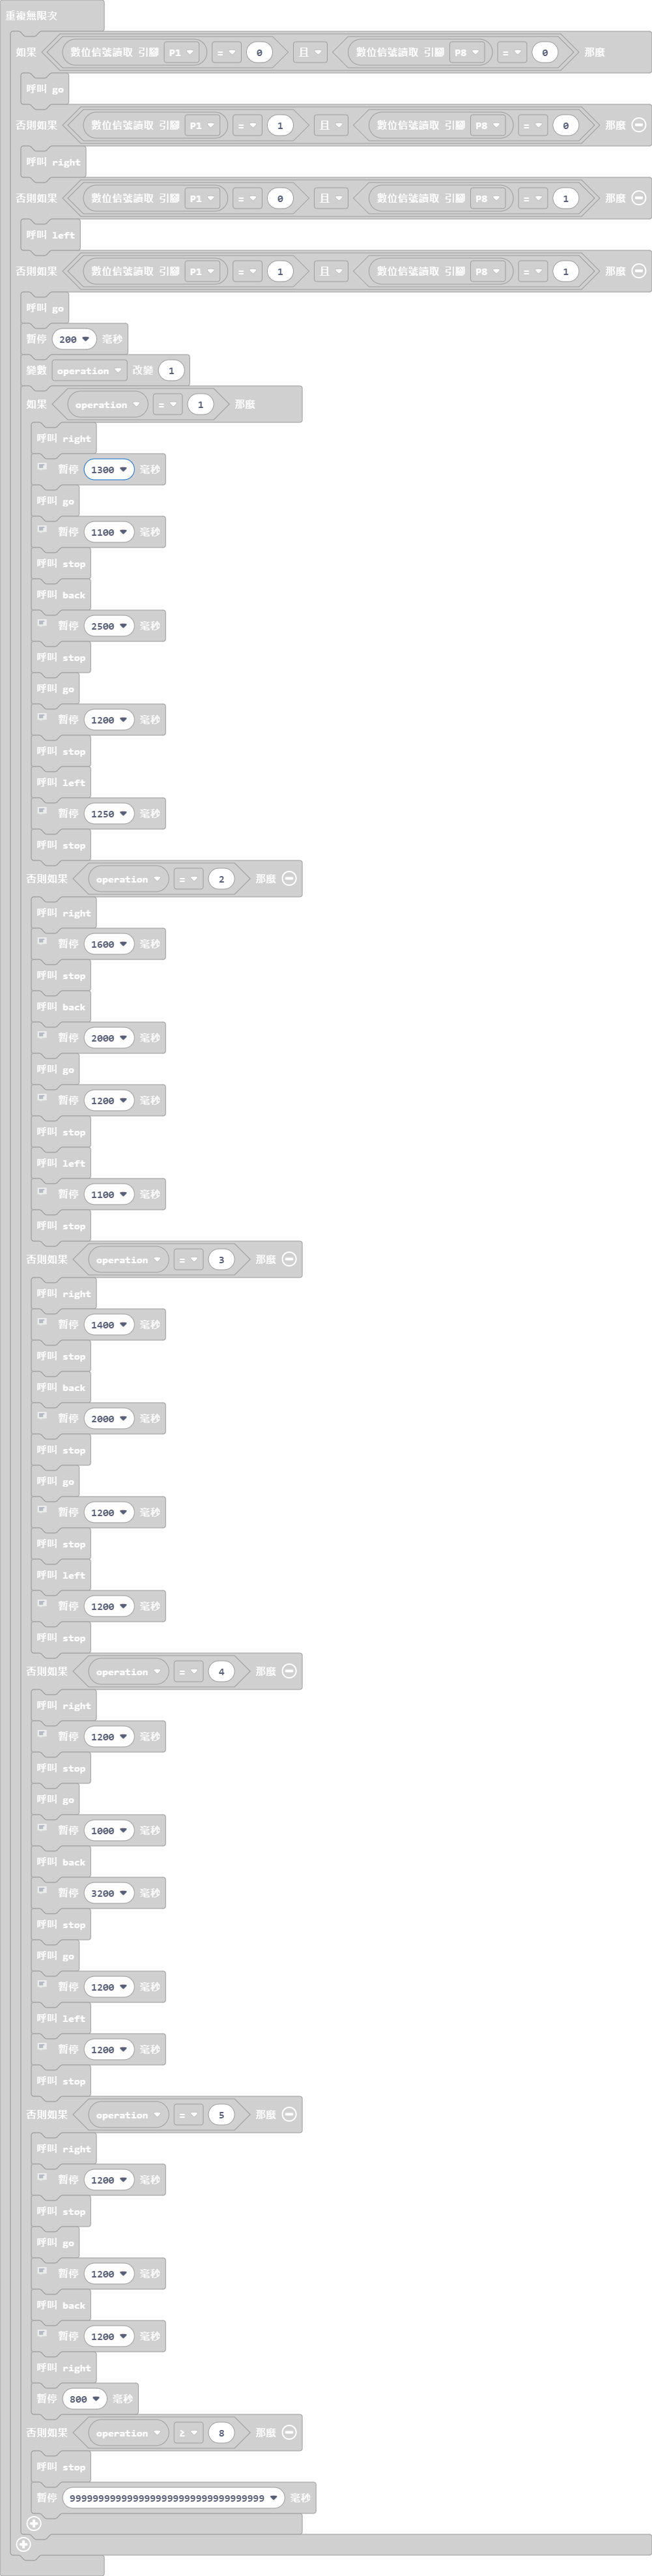 重複無限次
如果 數位信號讀取 引腳 P1 = 0 且 數位信號讀取 引腳 P8 = 0 那麼
呼叫 go
否則如果 數位信號讀取 引腳 P1 = 1 且 數位信號讀取 引腳 P8 = 0 那麼
呼叫 right
否則如果 數位信號讀取 引腳 P1 = 0 且 數位信號讀取 引腳 P8 = 1 那麼
呼叫 left
否則如果 數位信號讀取 引腳 P1 = 1 且 數位信號讀取 引腳 P8 = 1 那麼
呼叫 go
暫停 200 毫秒
變數 operation 改變 1
如果 operation = 1 那麼
呼叫 right
暫停 1300 毫秒
呼叫 go
暫停 1100 毫秒
呼叫 stop
呼叫 back
暫停 2500 毫秒
呼叫 stop
呼叫 go
暫停 1200 毫秒
呼叫 stop
呼叫 left
暫停 1250 毫秒
呼叫 stop
否則如果 operation = 2 那麼
呼叫 right
暫停 1600 毫秒
呼叫 stop
呼叫 back
暫停 2000 毫秒
呼叫 go
暫停 1200 毫秒
呼叫 stop
呼叫 left
暫停 1100 毫秒
呼叫 stop
否則如果 operation = 3 那麼
呼叫 right
暫停 1400 毫秒
呼叫 stop
呼叫 back
暫停 2000 毫秒
呼叫 stop
呼叫 go
暫停 1200 毫秒
呼叫 stop
呼叫 left
暫停 1200 毫秒
呼叫 stop
否則如果 operation = 4 那麼
呼叫 right
暫停 1200 毫秒
呼叫 stop
呼叫 go
暫停 1000 毫秒
呼叫 back
暫停 3200 毫秒
呼叫 stop
呼叫 go
暫停 1200 毫秒
呼叫 left
暫停 1200 毫秒
呼叫 stop
否則如果 operation = 5 那麼
呼叫 right
暫停 1200 毫秒
呼叫 stop
呼叫 go
暫停 1200 毫秒
呼叫 back
暫停 1200 毫秒
呼叫 right
暫停 800 毫秒
否則如果 operation ≥ 8 那麼
呼叫 stop
暫停 毫秒